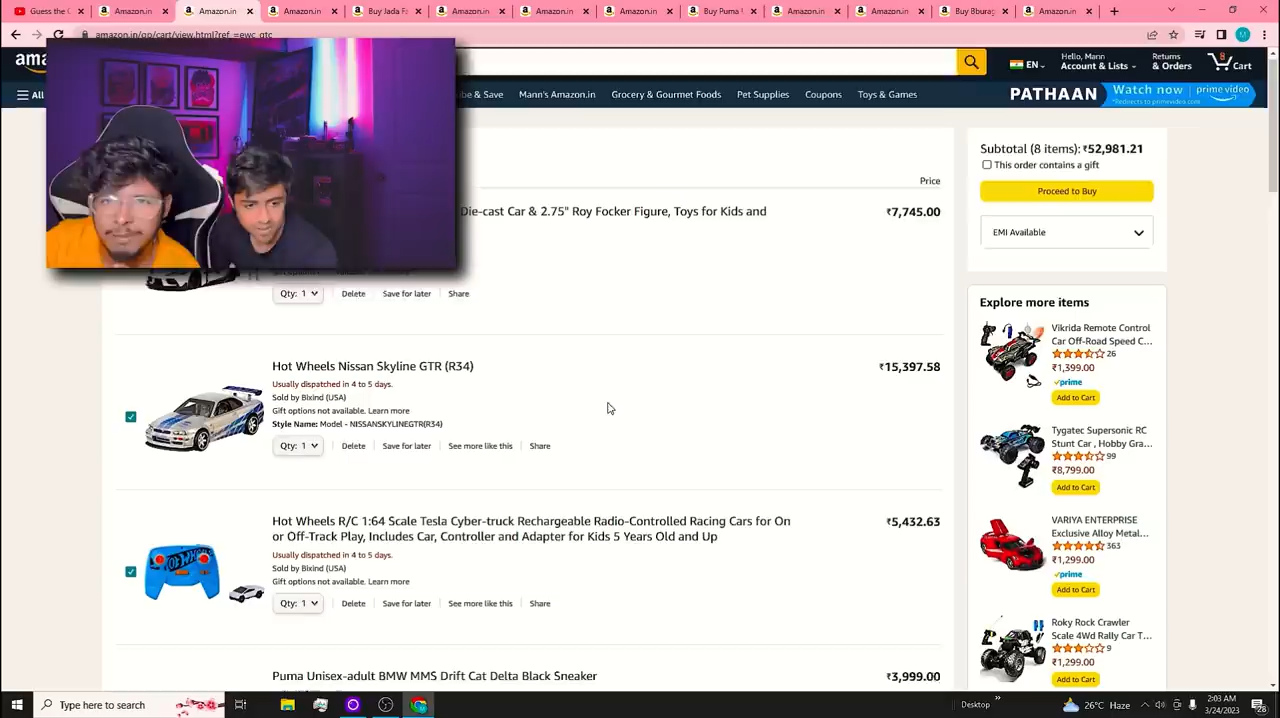 Guess the
Amazon.in
Amazon.in
Amazon.in
Buy Jada Fa
Amazon.in
Amazon.in
Amazon.in
Buy Puma
Amazon.in
Amazon.in
Buy Bburag
Amazon.in
amazon.in/gp/cart/view.html?ref_=ewc_gtc
ama
EN
Hello, Mann
Account & Lists
Returns
& Orders
Cart
All
be & Save
Mann's Amazon.in
Grocery & Gourmet Foods
Pet Supplies
Coupons
Toys & Games
PATHAAN
Watch now
*Redirects to primevideo.com
prime video
Price
Die-cast Car & 2.75" Roy Focker Figure, Toys for Kids and
₹7,745.00
Qty: 1
Delete
Save for later
Share
Hot Wheels Nissan Skyline GTR (R34)
₹15,397.58
Usually dispatched in 4 to 5 days.
Sold by Bixind (USA)
Gift options not available. Learn more
Style Name: Model - NISSANSKYLINEGTR(R34)
Qty: 1
Delete
Save for later
See more like this
Share
Hot Wheels R/C 1:64 Scale Tesla Cyber-truck Rechargeable Radio-Controlled Racing Cars for On
or Off-Track Play, Includes Car, Controller and Adapter for Kids 5 Years Old and Up
₹5,432.63
Usually dispatched in 4 to 5 days.
Sold by Bixind (USA)
Gift options not available. Learn more
Qty: 1
Delete
Save for later
See more like this
Share
Puma Unisex-adult BMW MMS Drift Cat Delta Black Sneaker
₹3,999.00
Subtotal (8 items): ₹52,981.21
This order contains a gift
Proceed to Buy
EMI Available
Explore more items
Vikrida Remote Control
Car Off-Road Speed C...
26
₹1,399.00
prime
Add to Cart
Tygatec Supersonic RC
Stunt Car , Hobby Gra...
99
₹8,799.00
Add to Cart
VARIYA ENTERPRISE
Exclusive Alloy Metal...
363
₹1,299.00
prime
Add to Cart
Roky Rock Crawler
Scale 4Wd Rally Car T...
9
₹1,299.00
Add to Cart
Type here to search
Desktop
26°C Haze
2:03 AM
3/24/2023
28